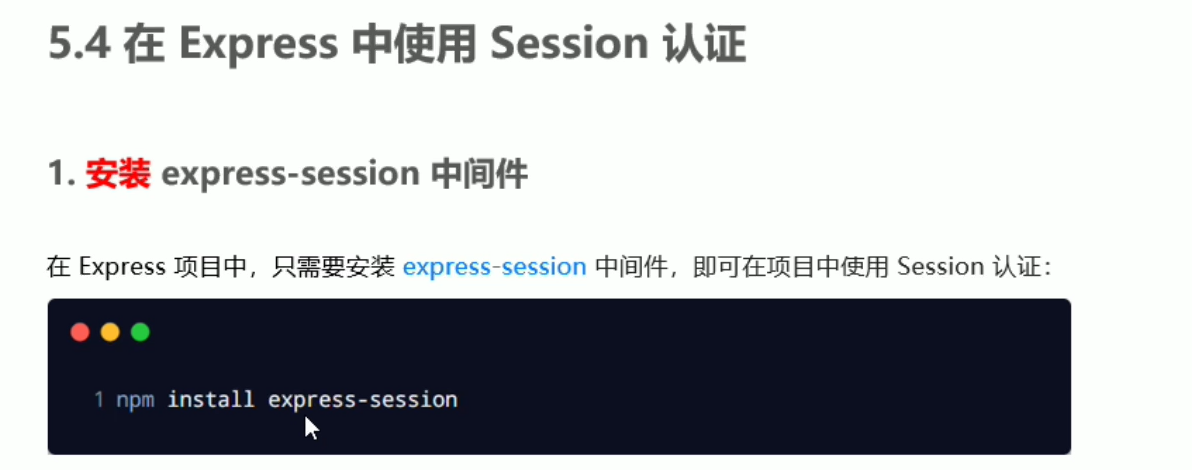 5.4 在 Express 中使用 Session 认证
1. 安装 express-session 中间件
在 Express 项目中，只需要安装 express-session 中间件，即可在项目中使用 Session 认证：
1 npm install express-session